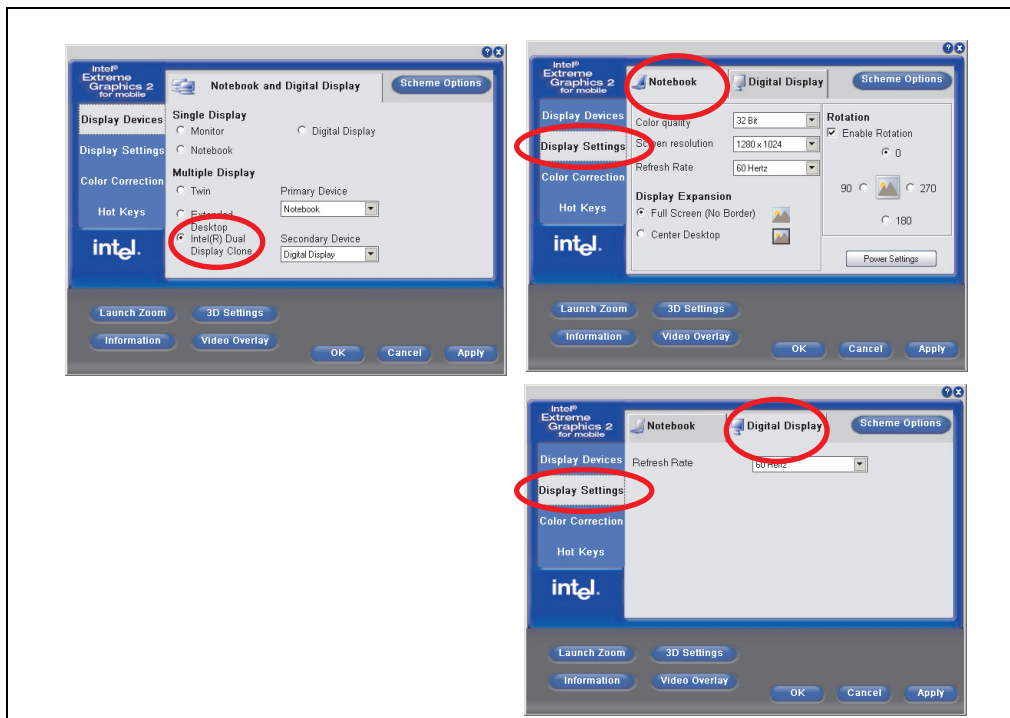 Intel®
Extreme
Graphics 2
for mobile
Notebook and Digital Display
Scheme Options
Display Devices
Display Settings
Color Correction
Hot Keys
intel.
Single Display
Monitor
Digital Display
Notebook
Multiple Display
Twin
Primary Device
Extended
Desktop
Notebook
Intel(R) Dual
Display Clone
Secondary Device
Digital Display
Launch Zoom
3D Settings
Information
Video Overlay
OK
Cancel
Apply
Intel®
Extreme
Graphics 2
for mobile
Notebook
Digital Display
Scheme Options
Display Devices
Display Settings
Color Correction
Hot Keys
intel.
Color quality
32 Bit
Screen resolution
1280 x 1024
Refresh Rate
60 Hertz
Display Expansion
Full Screen (No Border)
Center Desktop
Rotation
Enable Rotation
0
90
270
180
Power Settings
Launch Zoom
3D Settings
Information
Video Overlay
OK
Cancel
Apply
Intel®
Extreme
Graphics 2
for mobile
Notebook
Digital Display
Scheme Options
Display Devices
Display Settings
Color Correction
Hot Keys
intel.
Refresh Rate
60 Hertz
Launch Zoom
3D Settings
Information
Video Overlay
OK
Cancel
Apply